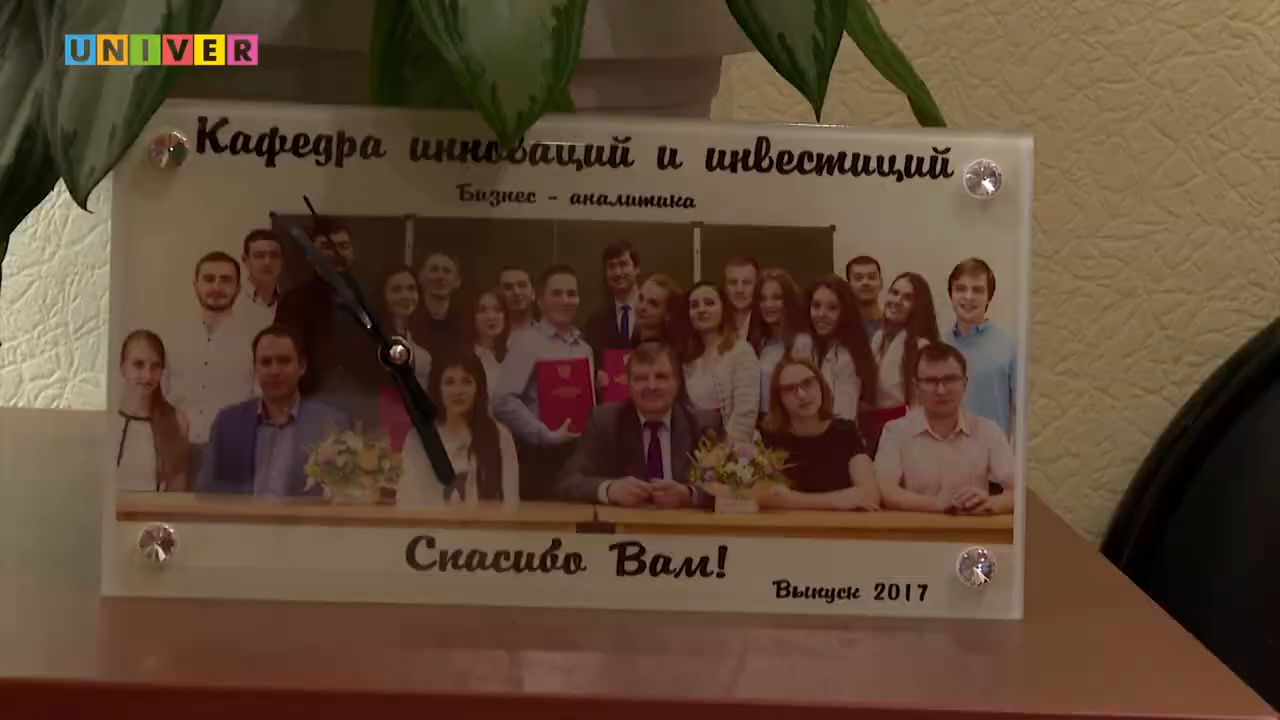 UNIVER
Кафедра инноваций и инвестиций
Бизнес - аналитика
Спасибо Вам!
Выпуск 2017